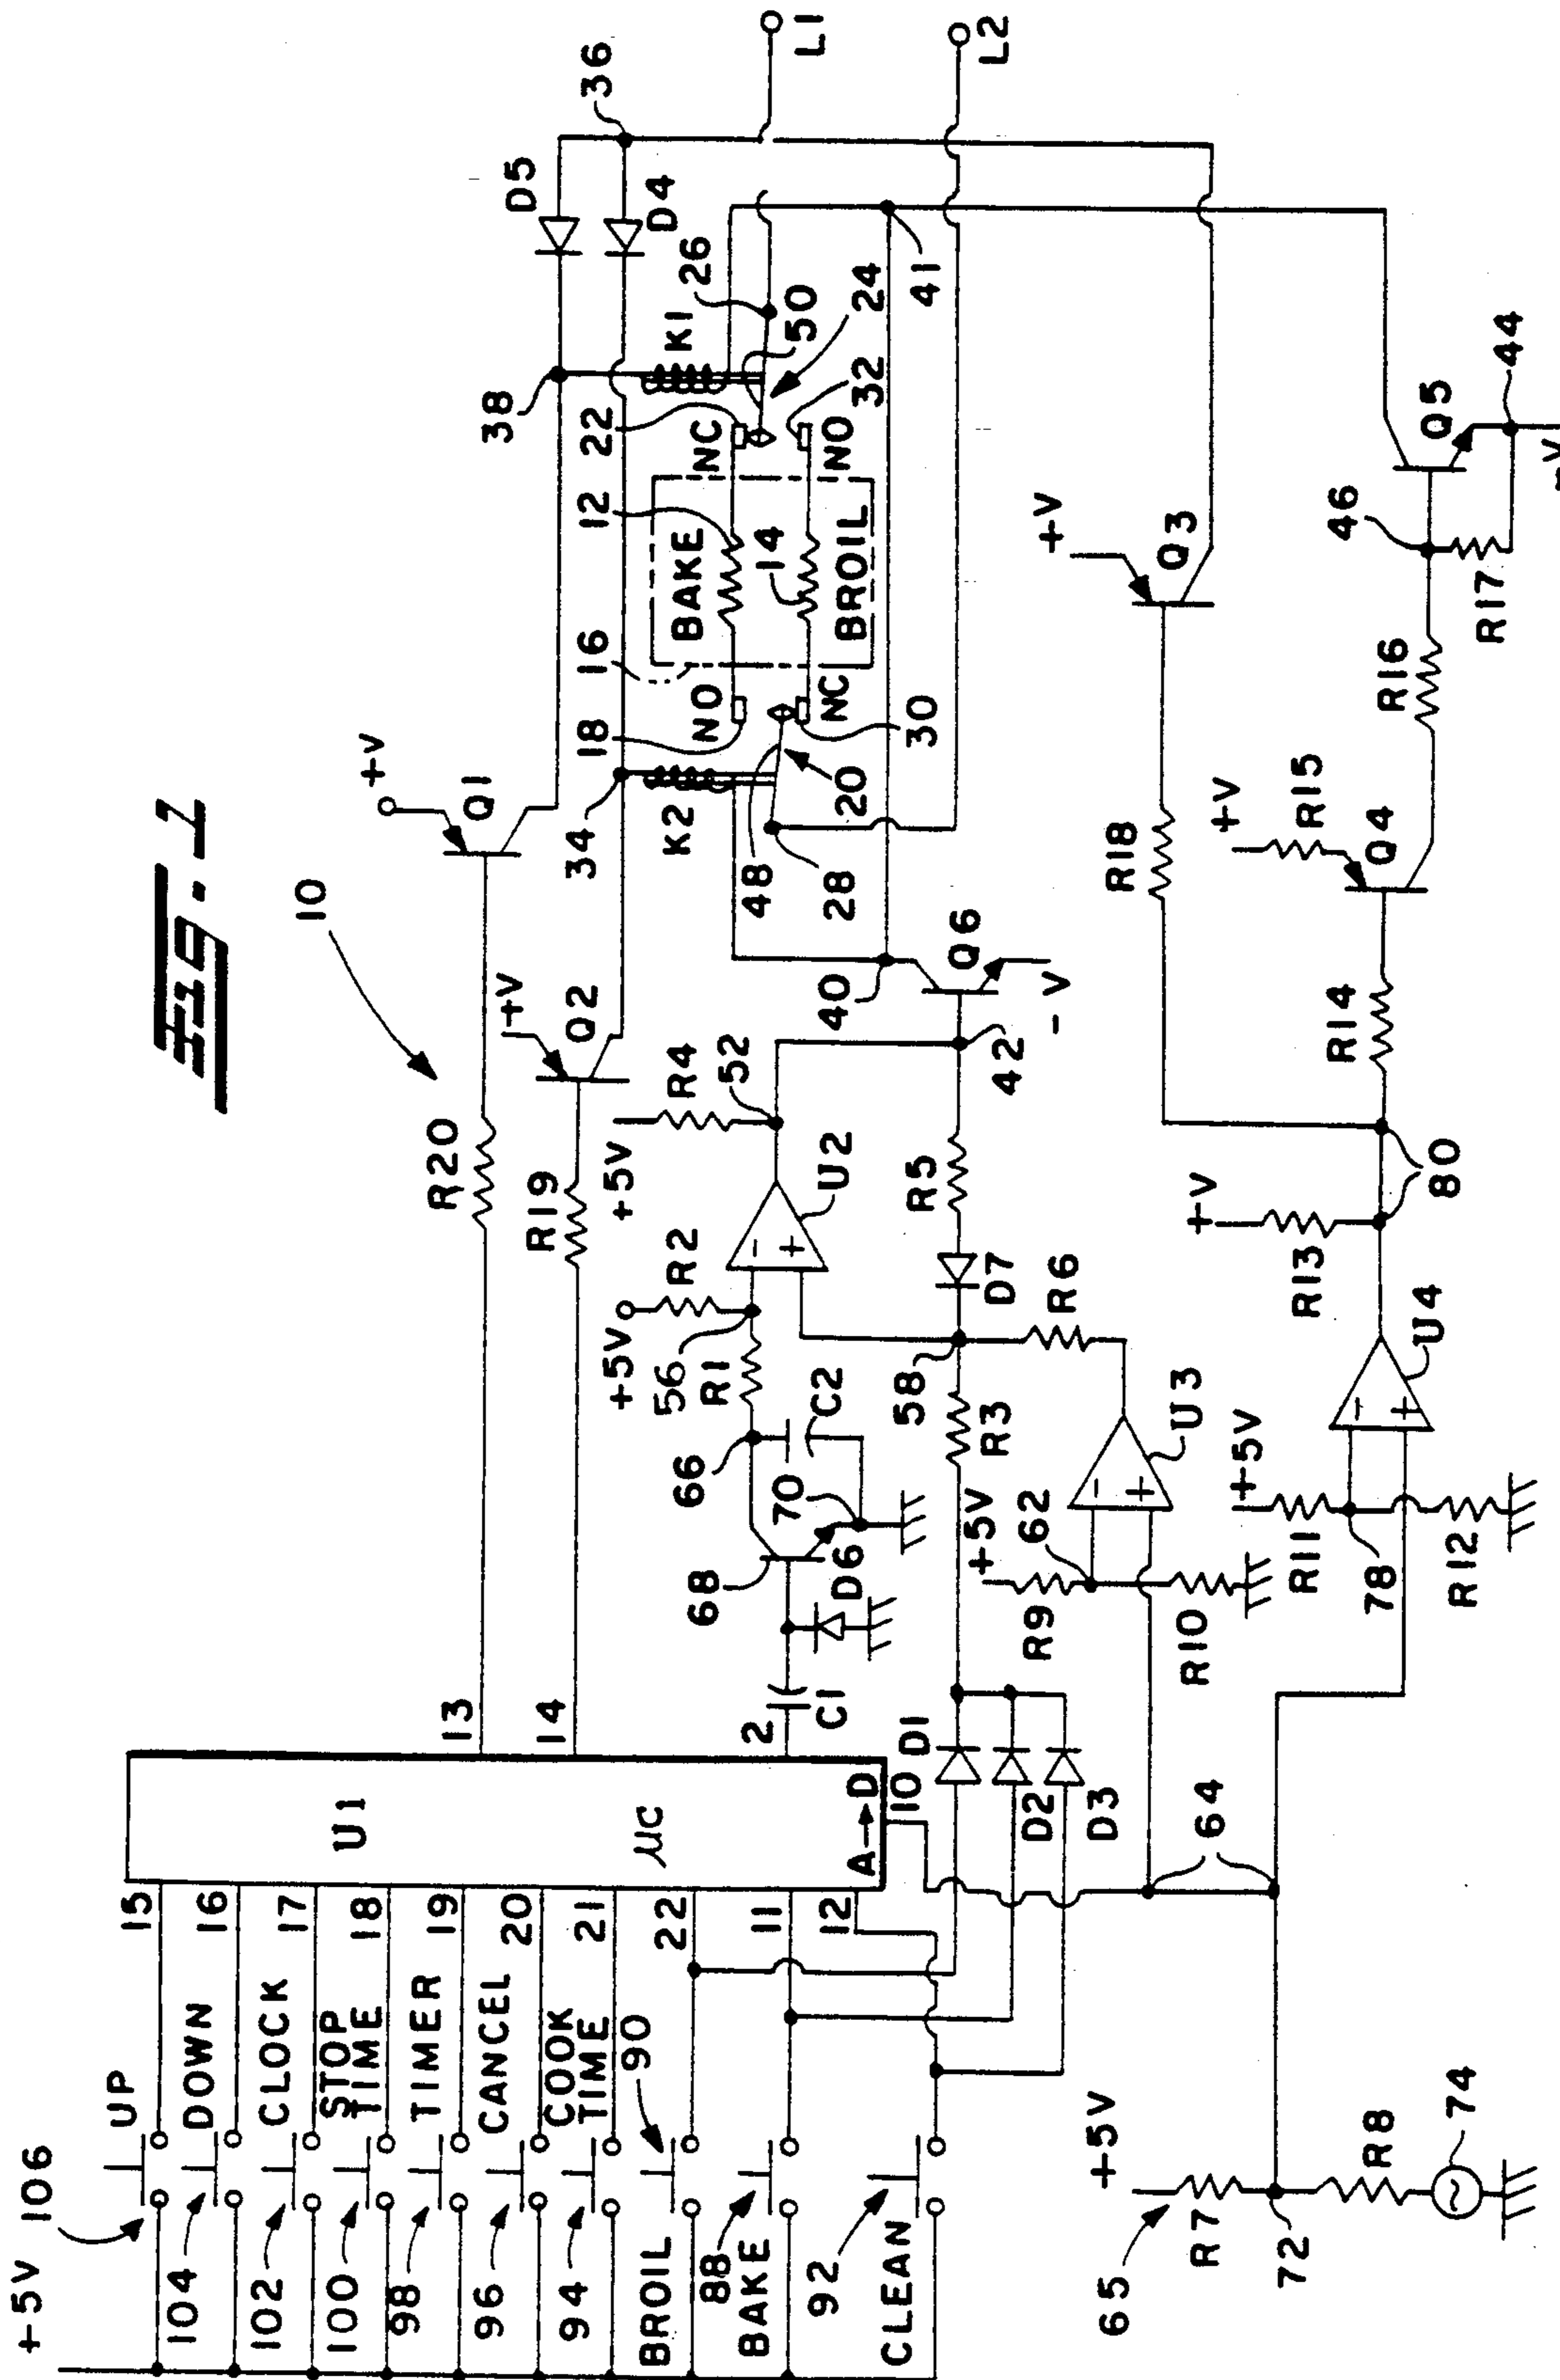 FIG-1
10
+5V
106
UP
15
104
DOWN
16
102
CLOCK
17
100
STOP
TIME
18
98
TIMER
19
96
CANCEL
20
94
COOK
TIME
21
BROIL
90
22
88
BAKE
11
92
CLEAN
12
U1
µC
A→D
10
13
14
2
R20
Q1
+V
R19
Q2
+V
38
D5
D4
36
34
K2
K1
16
12
BAKE
14
BROIL
18
NO
NC
22
NC
NO
30
32
26
50
24
48
20
28
41
L1
L2
C1
D6
68
66
70
C2
R1
56
+5V
R2
U2
+5V
R4
52
40
Q6
42
-V
D1
D2
D3
R3
58
D7
R5
R6
U3
+5V
R9
62
R10
64
65
+5V
R7
72
R8
74
+5V
R11
78
R12
U4
+V
R13
80
R14
R18
+V
R15
Q4
R16
+V
Q3
46
R17
Q5
44
-V